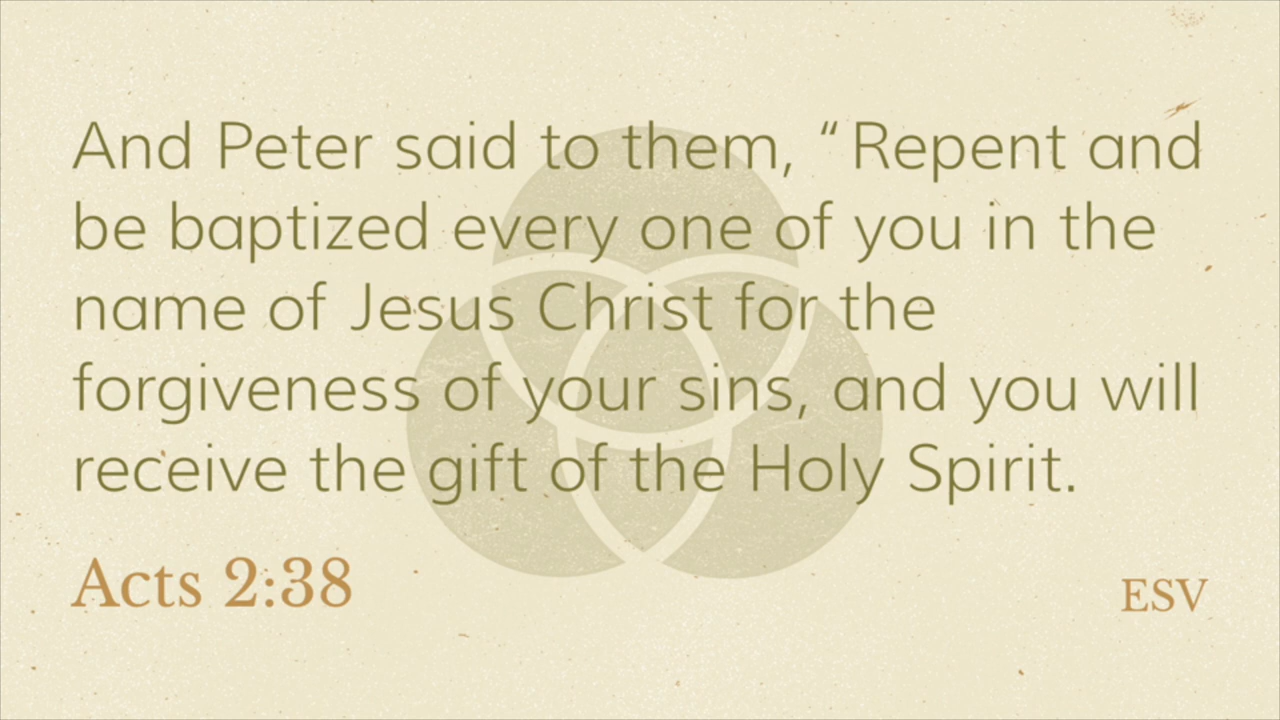 And Peter said to them, “Repent and
be baptized every one of you in the
name of Jesus Christ for the
forgiveness of your sins, and you will
receive the gift of the Holy Spirit.
Acts 2:38
ESV